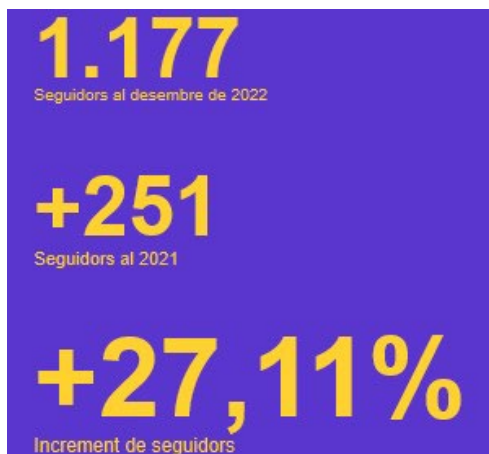 1.177
Seguidors al desembre de 2022
+251
Seguidors al 2021
+27,11%
Increment de seguidors